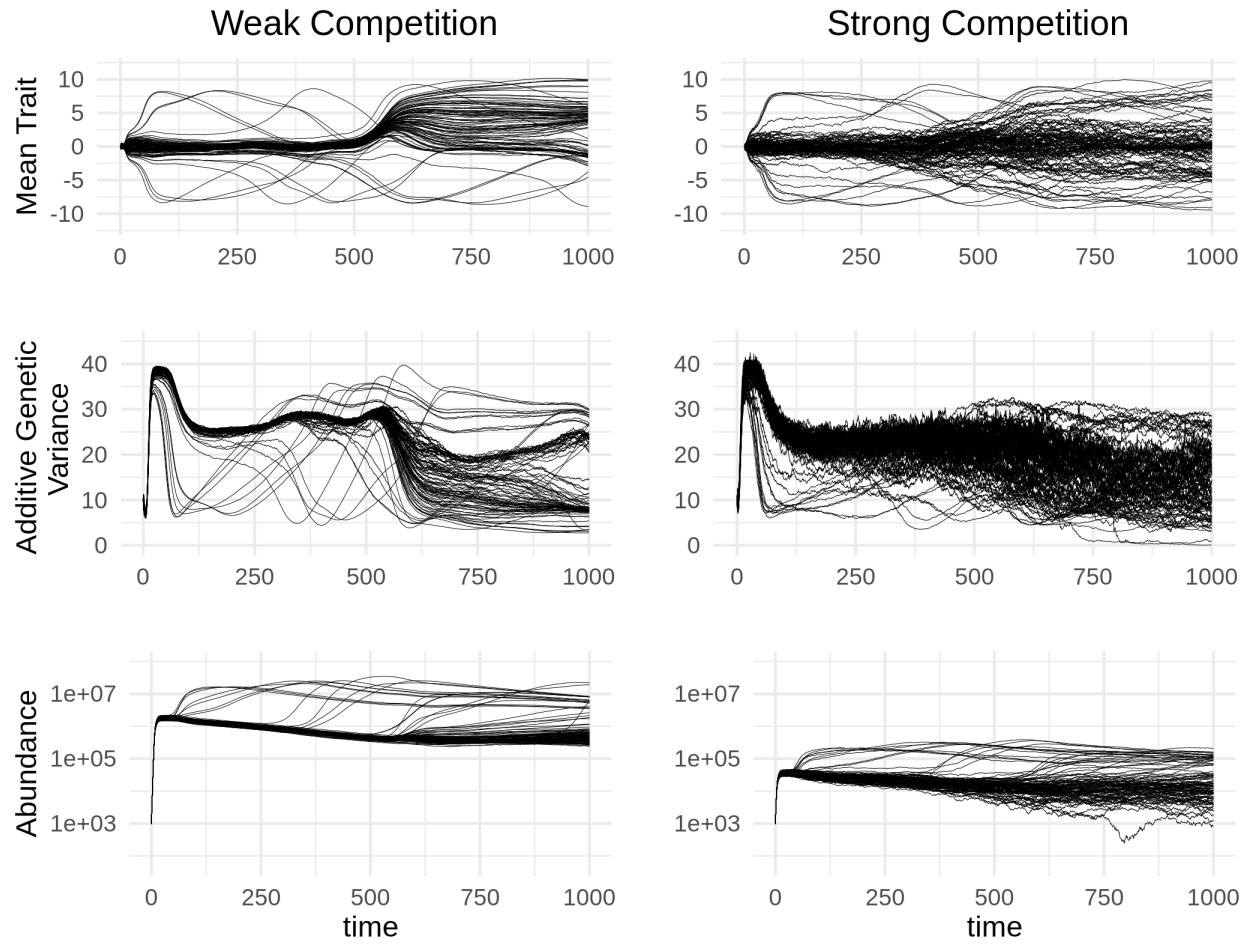 Weak Competition
Strong Competition
Mean Trait
10
5
0
-5
-10
0 250 500 750 1000
10
5
0
-5
-10
0 250 500 750 1000
Additive Genetic
Variance
40
30
20
10
0
0 250 500 750 1000
40
30
20
10
0
0 250 500 750 1000
Abundance
1e+07
1e+05
1e+03
0 250 500 750 1000
time
1e+07
1e+05
1e+03
0 250 500 750 1000
time